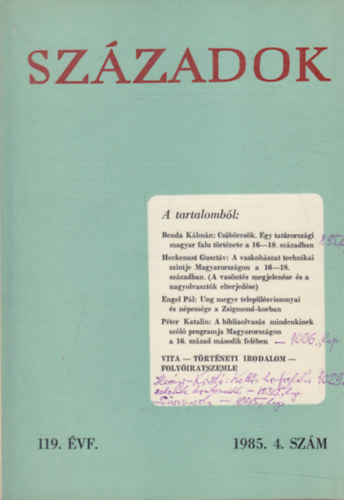 SZÁZADOK
A tartalomból:
Benda Kálmán: Csöbörcsök. Egy tatárországi
magyar falu története a 16—18. században
Heckenast Gusztáv: A vaskohászat technikai
szintje Magyarországon a 16—18.
században. (A vasöntés megjelenése és a
nagyolvasztók elterjedése)
Engel Pál: Ung megye településviszonyai
és népessége a Zsigmond-korban
Péter Katalin: A bibliaolvasás mindenkinek
szóló programja Magyarországon
a 16. század második felében — 1006. lap
VITA — TÖRTÉNETI IRODALOM —
FOLYÓIRATSZEMLE
119. ÉVF.
1985. 4. SZÁM